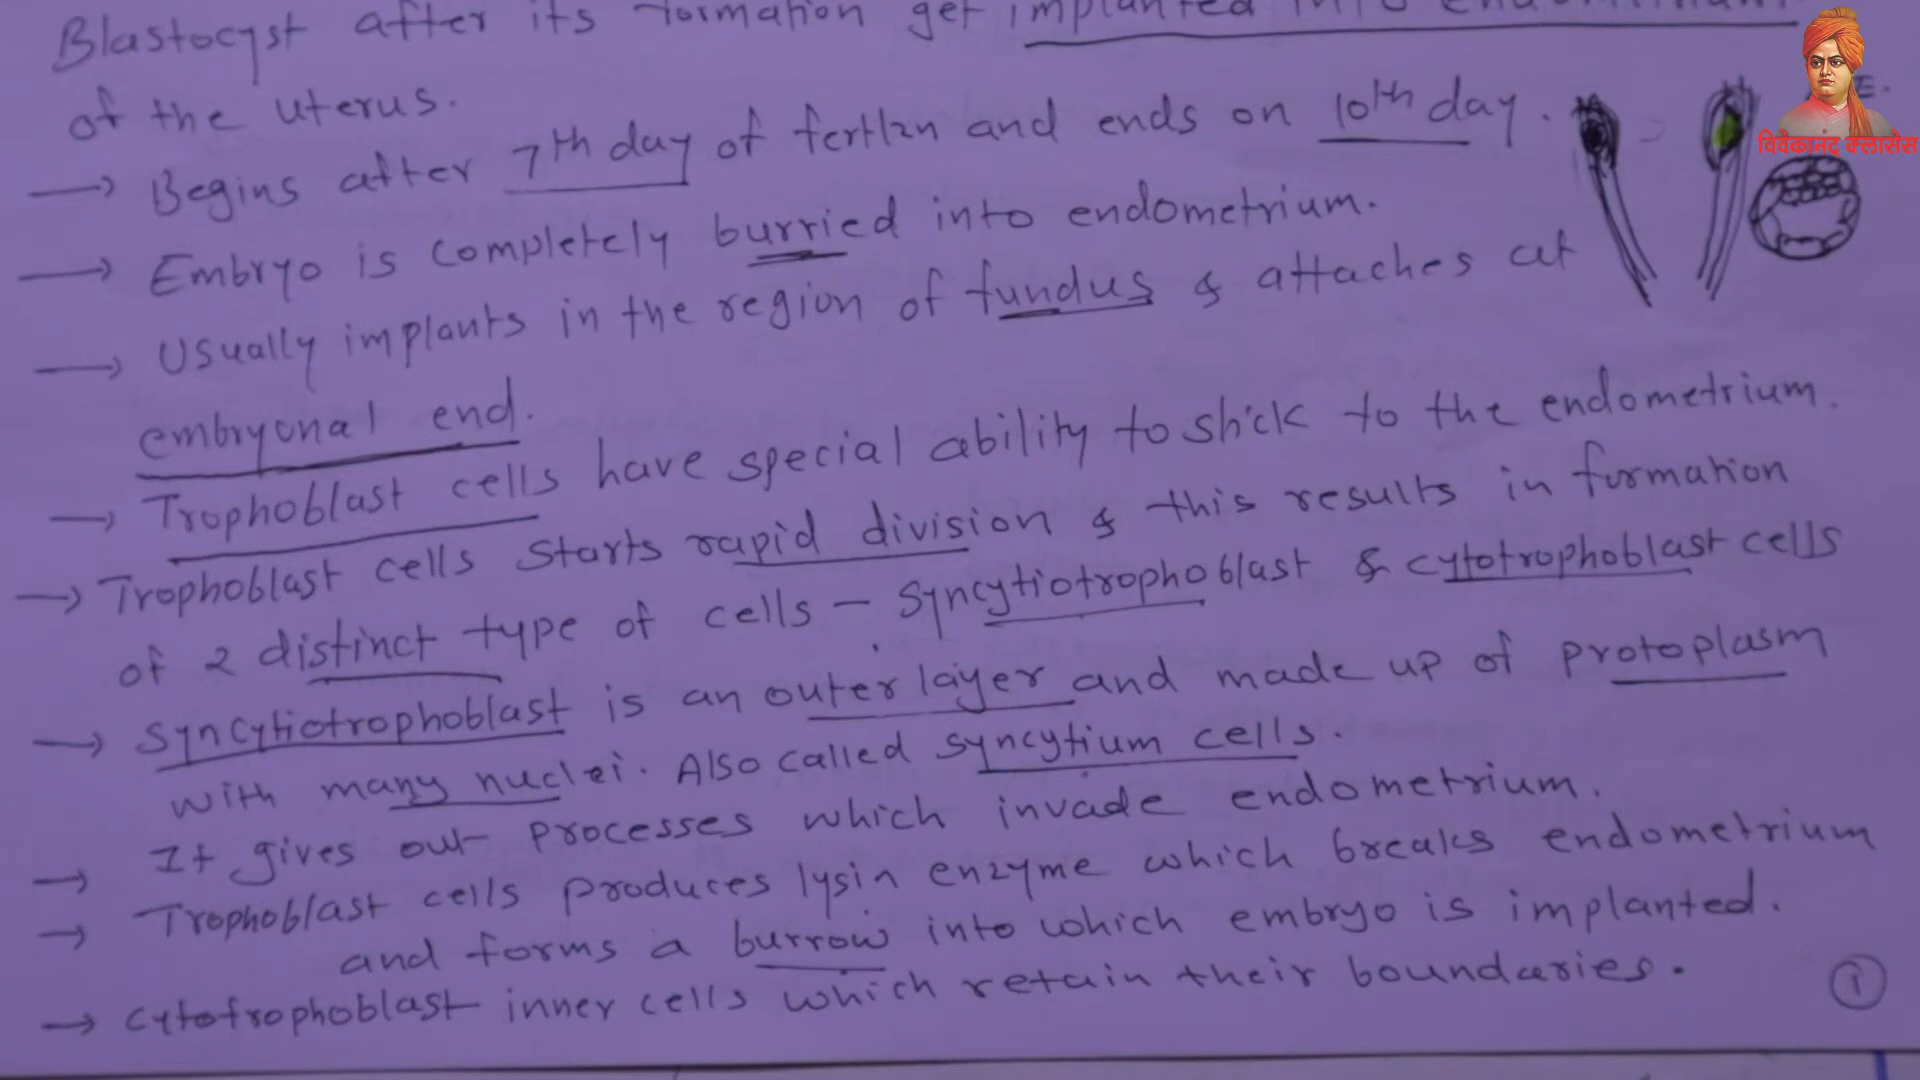 Blastocyst after its formation get implanted into endometrium
of the uterus.
→ Begins after 7th day of fertlzn and ends on 10th day.
→ Embryo is completely burried into endometrium.
→ Usually implants in the region of fundus & attaches at
embryonal end.
→ Trophoblast cells have special ability to stick to the endometrium.
→ Trophoblast cells starts rapid division & this results in formation
of 2 distinct type of cells - syncytiotrophoblast & cytotrophoblast cells
→ syncytiotrophoblast is an outer layer and made up of protoplasm
with many nuclei. Also called syncytium cells.
→ It gives out processes which invade endometrium.
→ Trophoblast cells produces lysin enzyme which breaks endometrium
and forms a burrow into which embryo is implanted.
→ cytotrophoblast inner cells which retain their boundaries.
1
E.
विवेकानंद क्लासेस